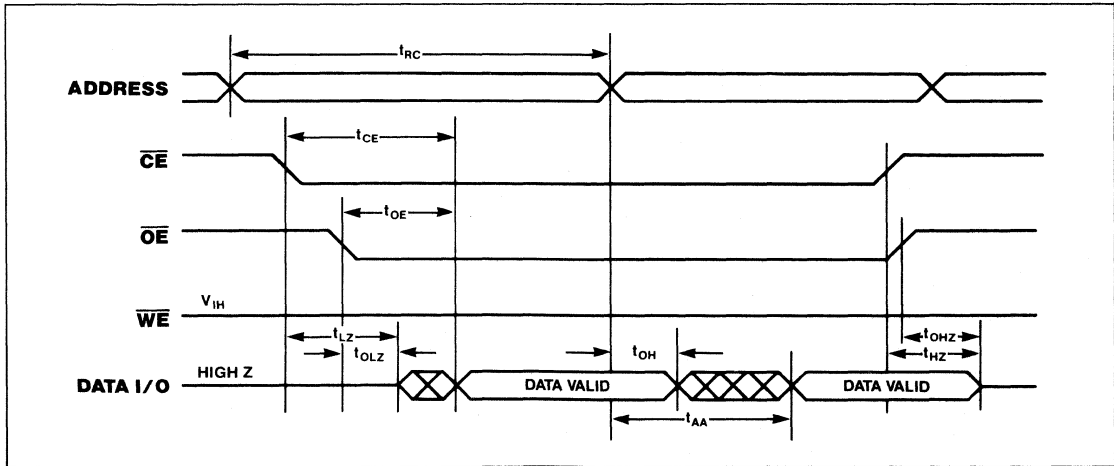 tRC
ADDRESS
tCE
CE
tOE
OE
VIH
WE
tLZ
tOHZ
tOLZ
tOH
tHZ
HIGH Z
DATA I/O
DATA VALID
DATA VALID
tAA